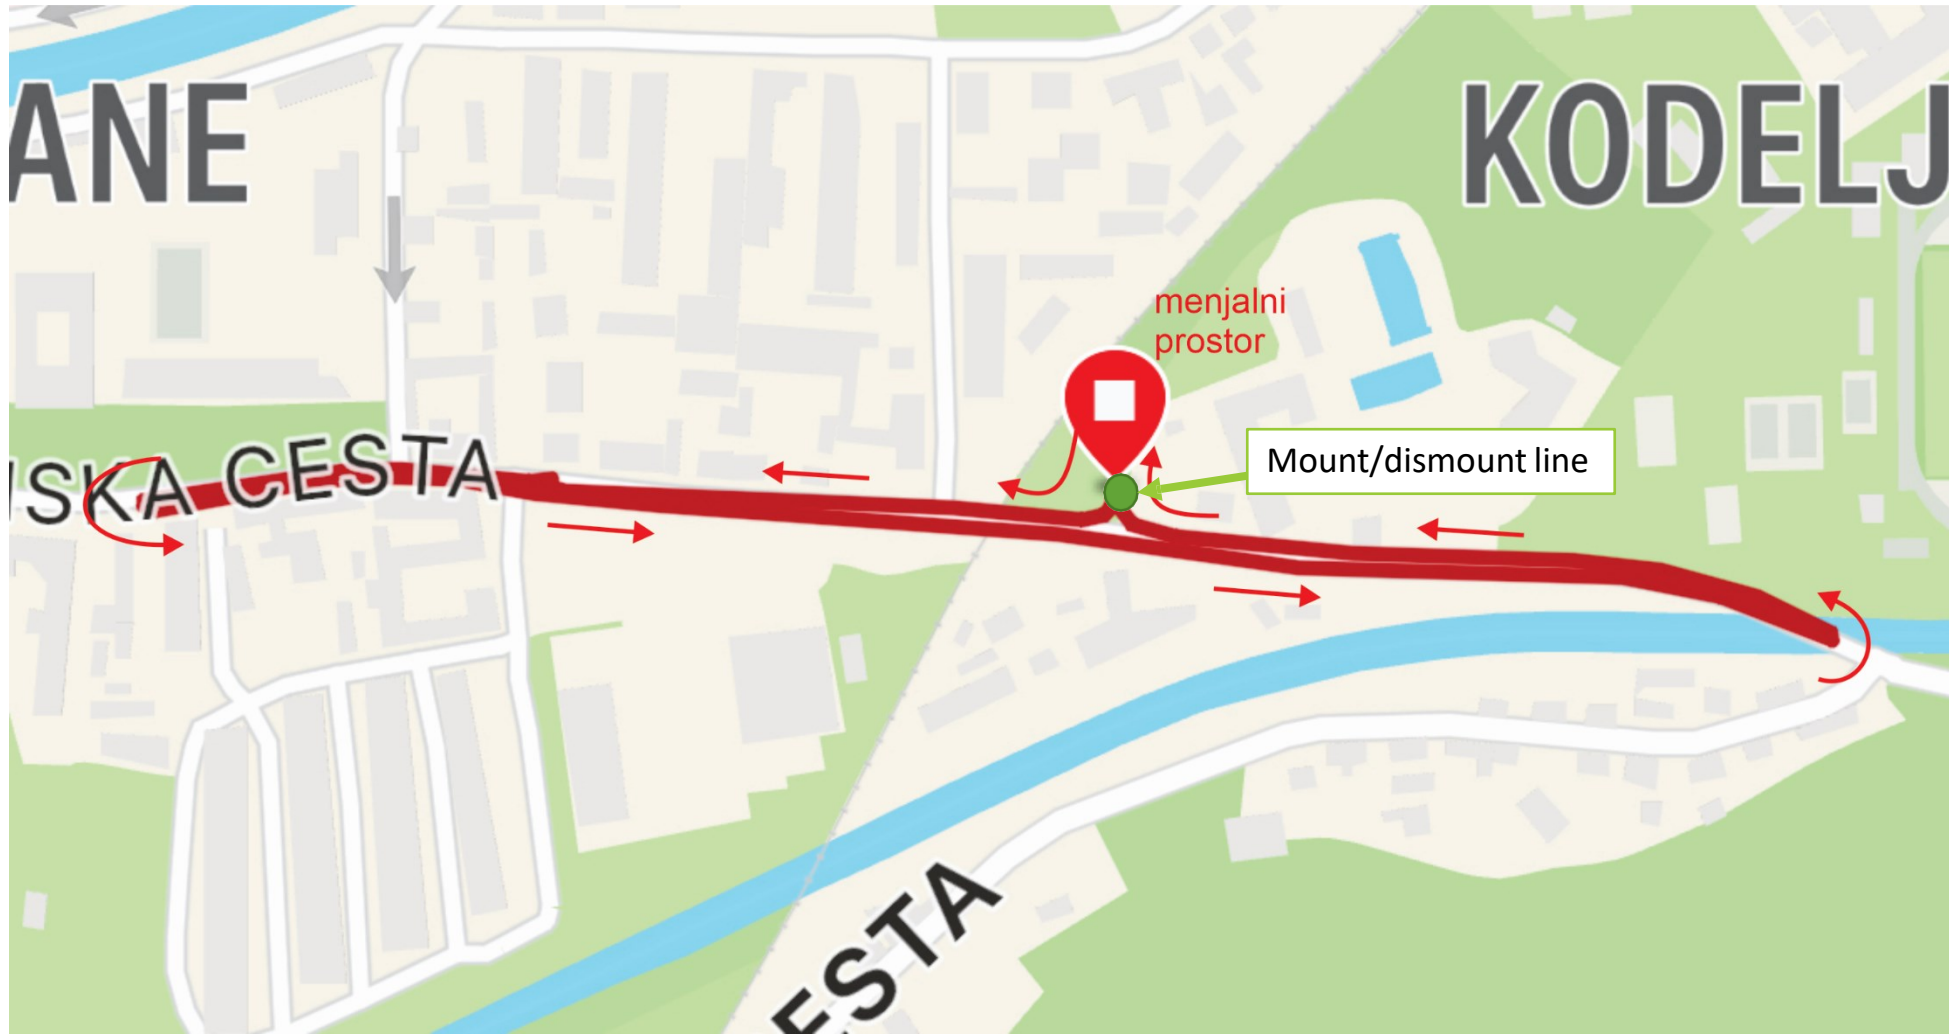 ANE
KODELJ
menjalni
prostor
Mount/dismount line
SKA CESTA
ESTA